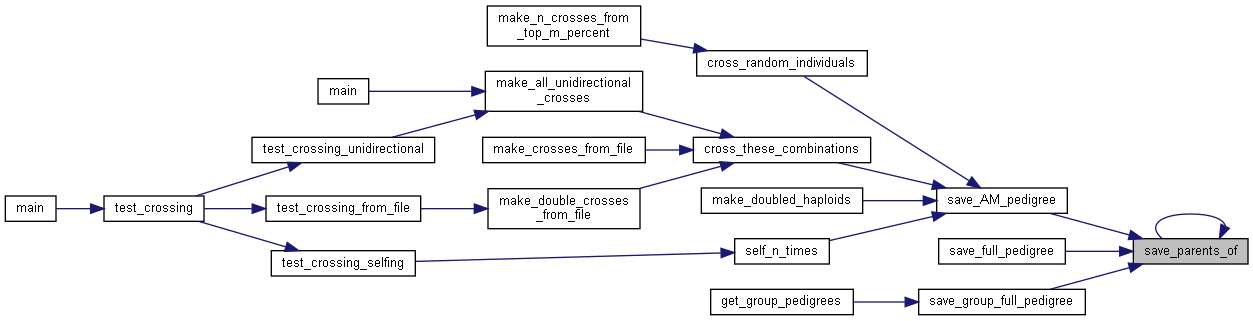 make_n_crosses_from
_top_m_percent
cross_random_individuals
main
make_all_unidirectional
_crosses
test_crossing_unidirectional
make_crosses_from_file
cross_these_combinations
main
test_crossing
test_crossing_from_file
make_double_crosses
_from_file
make_doubled_haploids
save_AM_pedigree
test_crossing_selfing
self_n_times
save_full_pedigree
save_parents_of
get_group_pedigrees
save_group_full_pedigree